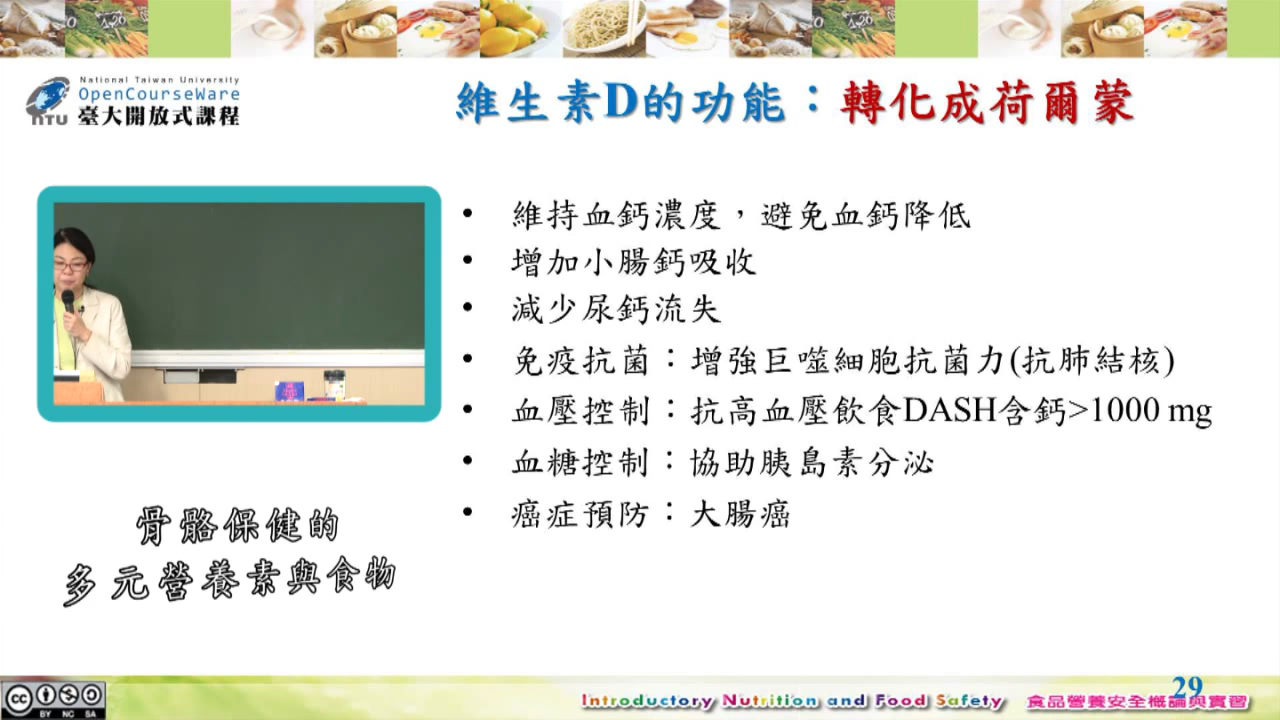 National Taiwan University
OpenCourseWare
NTU 臺大開放式課程
維生素D的功能：轉化成荷爾蒙
• 維持血鈣濃度，避免血鈣降低
• 增加小腸鈣吸收
• 減少尿鈣流失
• 免疫抗菌：增強巨噬細胞抗菌力(抗肺結核)
• 血壓控制：抗高血壓飲食DASH含鈣>1000 mg
• 血糖控制：協助胰島素分泌
• 癌症預防：大腸癌
骨骼保健的
多元營養素與食物
cc BY NC SA
Introductory Nutrition and Food Safety 食品營養安全概論與實習
29